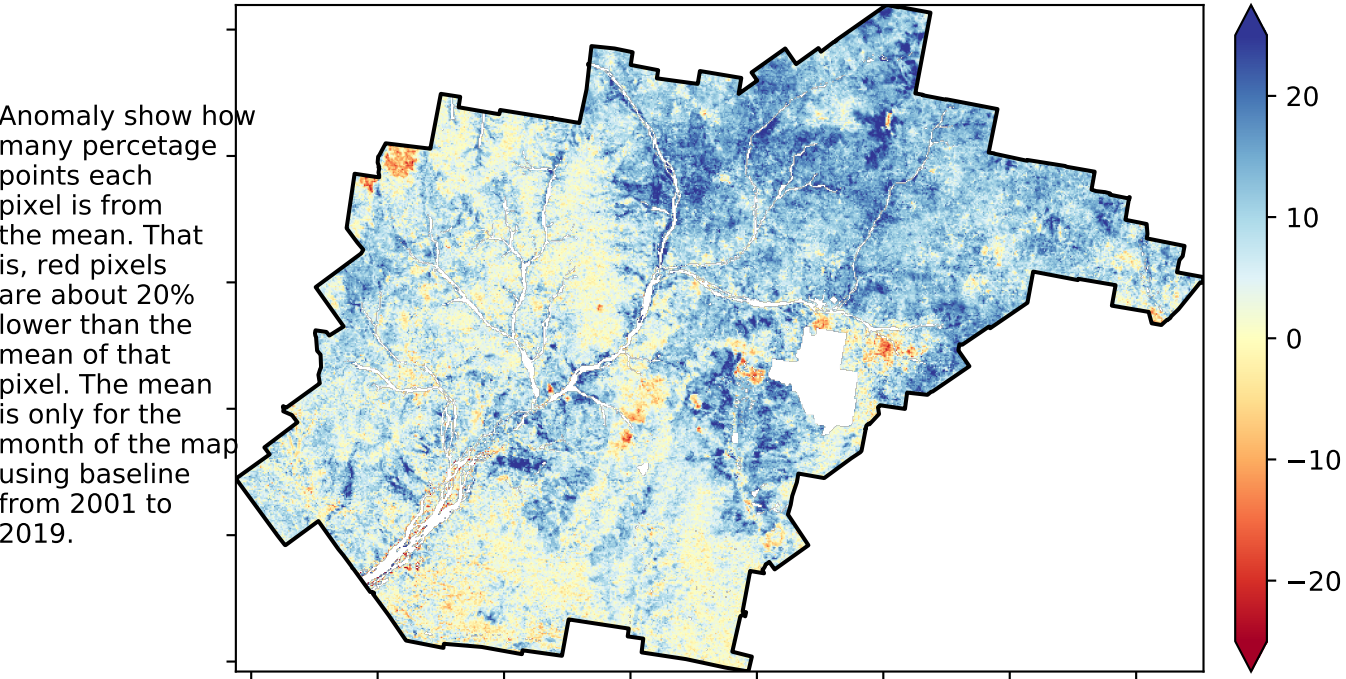 Anomaly show how
many percetage
points each
pixel is from
the mean. That
is, red pixels
are about 20%
lower than the
mean of that
pixel. The mean
is only for the
month of the map
using baseline
from 2001 to
2019.
20
10
0
−10
−20